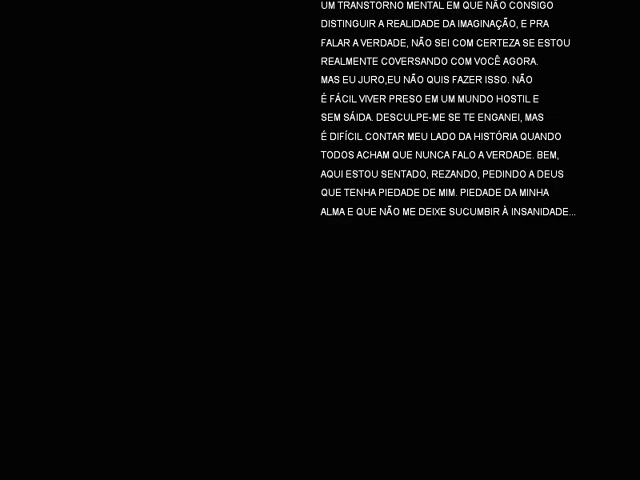 UM TRANSTORNO MENTAL EM QUE NÃO CONSIGO
DISTINGUIR A REALIDADE DA IMAGINAÇÃO, E PRA
FALAR A VERDADE, NÃO SEI COM CERTEZA SE ESTOU
REALMENTE COVERSANDO COM VOCÊ AGORA.
MAS EU JURO,EU NÃO QUIS FAZER ISSO. NÃO
É FÁCIL VIVER PRESO EM UM MUNDO HOSTIL E
SEM SÁIDA. DESCULPE-ME SE TE ENGANEI, MAS
É DIFÍCIL CONTAR MEU LADO DA HISTÓRIA QUANDO
TODOS ACHAM QUE NUNCA FALO A VERDADE. BEM,
AQUI ESTOU SENTADO, REZANDO, PEDINDO A DEUS
QUE TENHA PIEDADE DE MIM. PIEDADE DA MINHA
ALMA E QUE NÃO ME DEIXE SUCUMBIR À INSANIDADE...